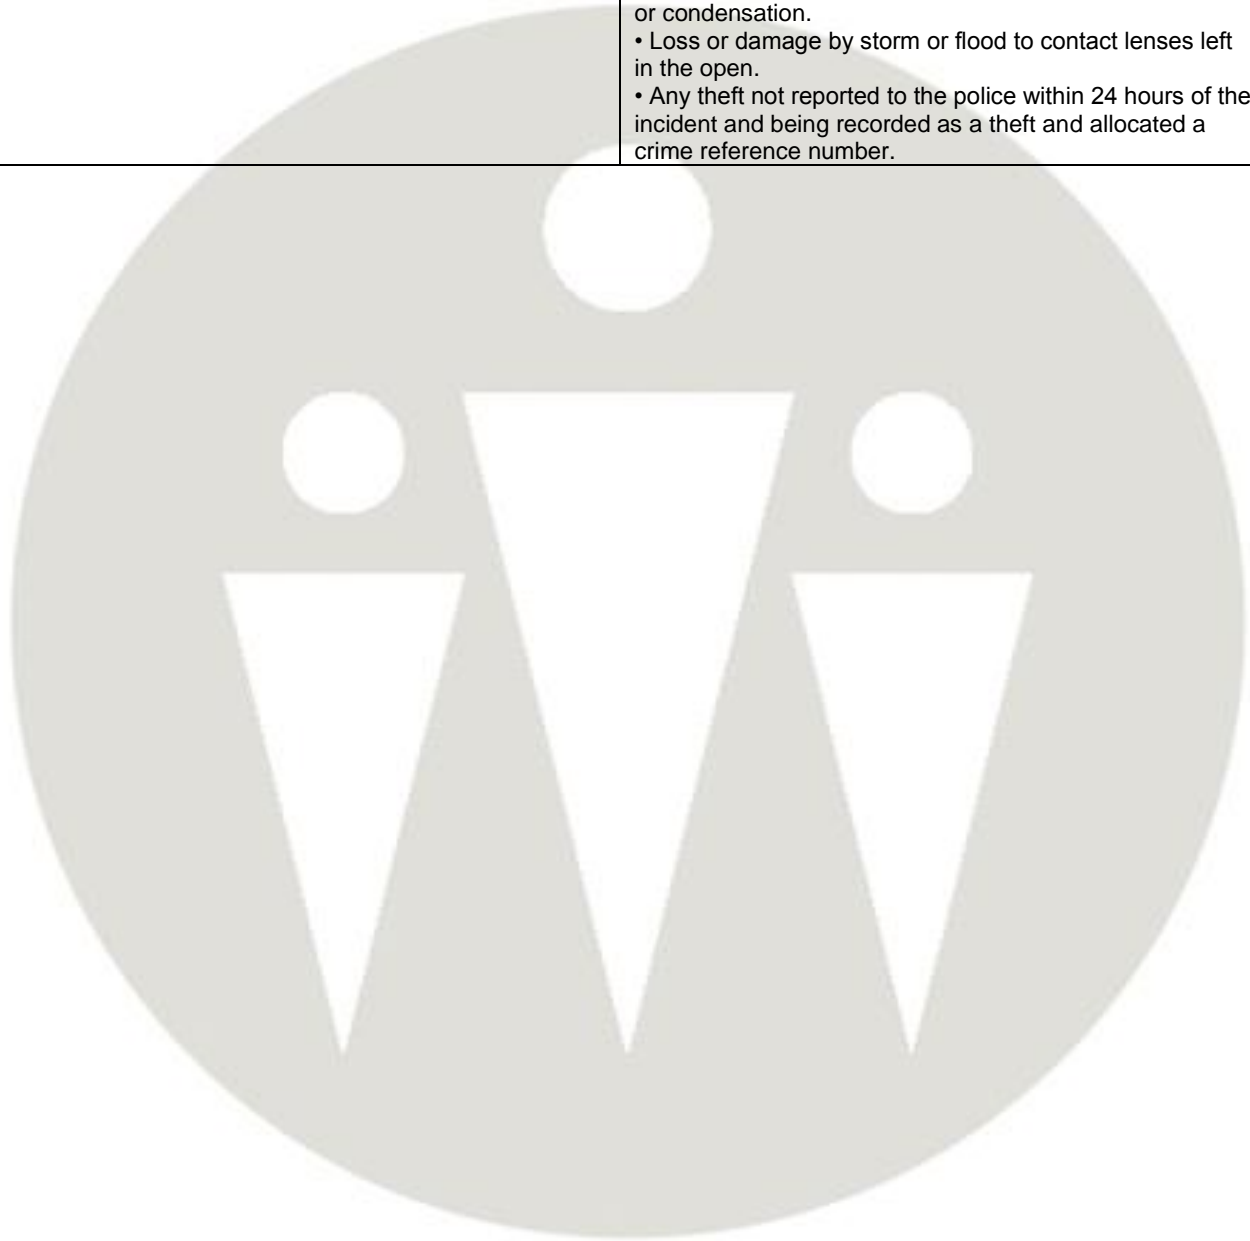 or condensation.
• Loss or damage by storm or flood to contact lenses left
in the open.
• Any theft not reported to the police within 24 hours of the
incident and being recorded as a theft and allocated a
crime reference number.